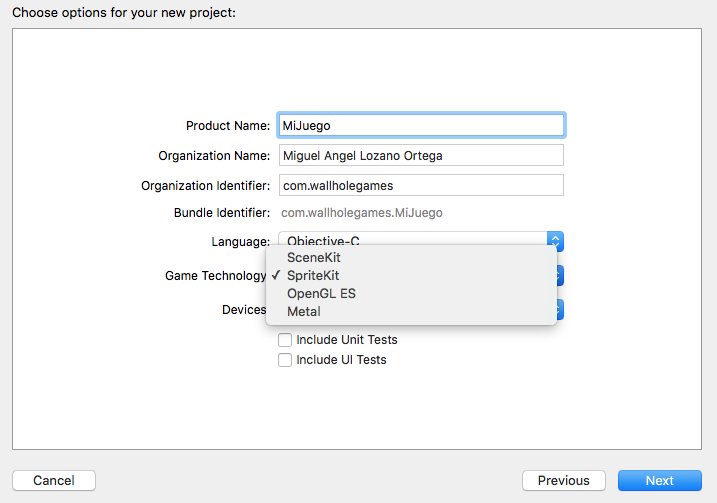 Choose options for your new project:
Product Name: MiJuego
Organization Name: Miguel Angel Lozano Ortega
Organization Identifier: com.wallholegames
Bundle Identifier: com.wallholegames.MiJuego
Language: Objective-C
SceneKit
Game Technology ✓ SpriteKit
OpenGL ES
Devices
Metal
Include Unit Tests
Include UI Tests
Cancel Previous Next